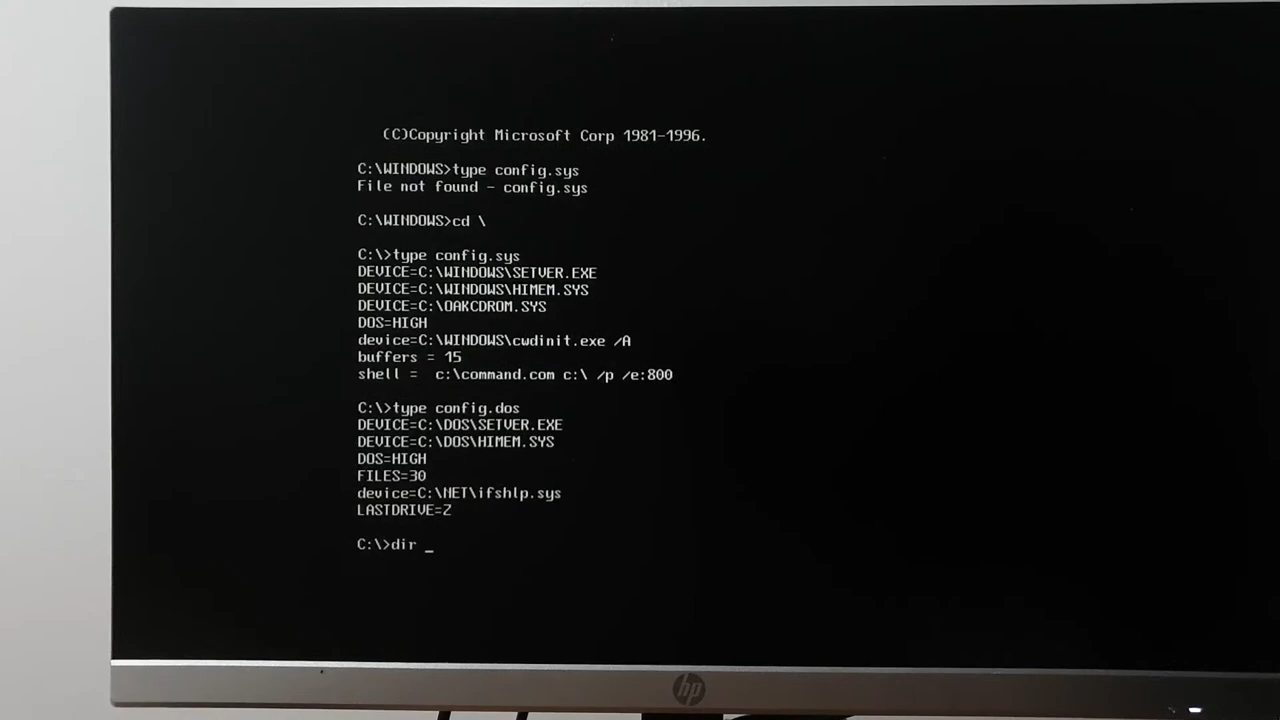 (C)Copyright Microsoft Corp 1981-1996.
C:\WINDOWS>type config.sys
File not found - config.sys
C:\WINDOWS>cd \
C:\>type config.sys
DEVICE=C:\WINDOWS\SETVER.EXE
DEVICE=C:\WINDOWS\HIMEM.SYS
DEVICE=C:\OAKCDROM.SYS
DOS=HIGH
device=C:\WINDOWS\cwdinit.exe /A
buffers = 15
shell =  c:\command.com c:\ /p /e:800
C:\>type config.dos
DEVICE=C:\DOS\SETVER.EXE
DEVICE=C:\DOS\HIMEM.SYS
DOS=HIGH
FILES=30
device=C:\NET\ifshlp.sys
LASTDRIVE=Z
C:\>dir _
hp